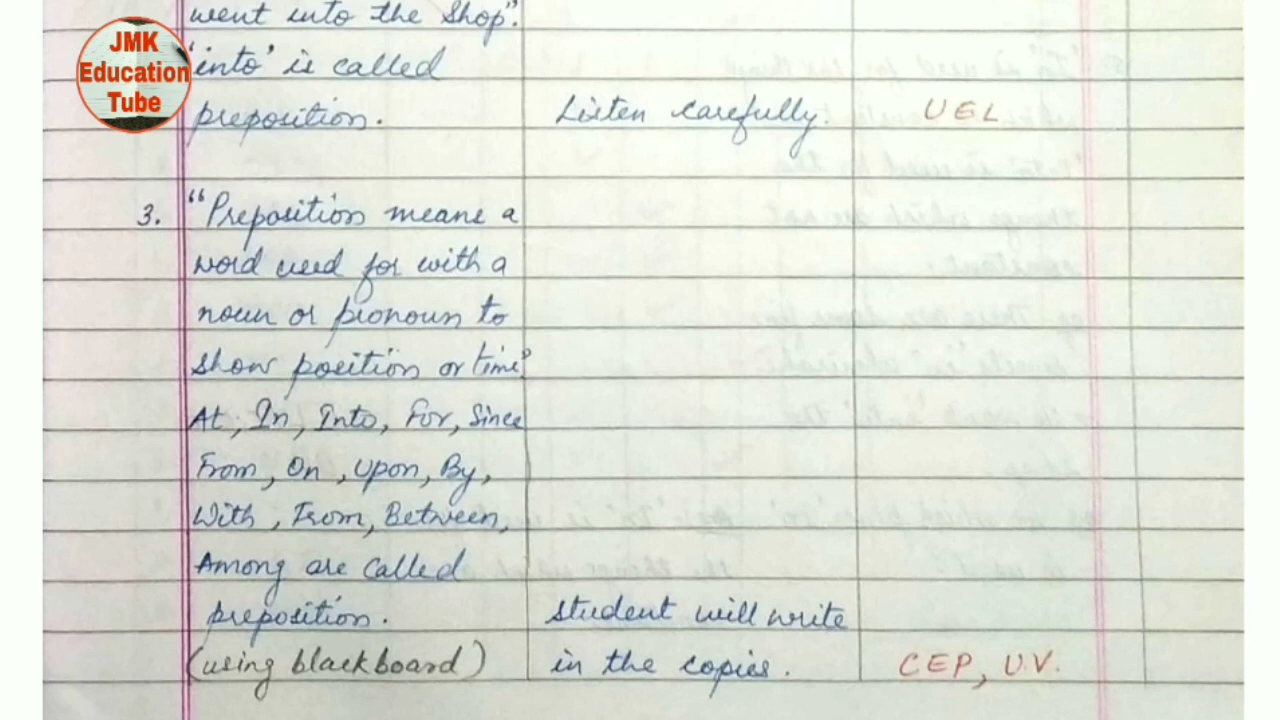 went into the Shop".
JMK
Education
Tube
'into' is called
preposition.
Listen carefully.
UEL
3. "Preposition meane a
word used for with a
noun or pronoun to
show position or time"
At, In, Into, For, Since
From, On, Upon, By,
With, From, Between,
Among are called
preposition.
student will write
(using blackboard)
in the copies.
CEP, U.V.